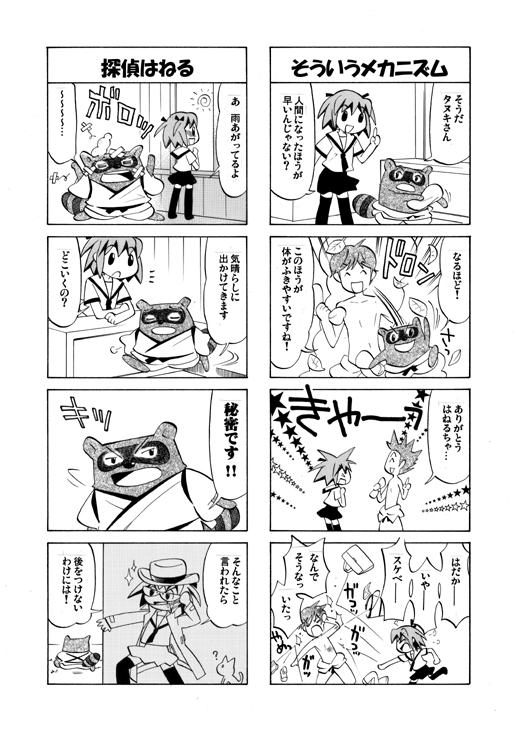 そういうメカニズム
そうだ
タヌキさん
人間になったほうが
早いんじゃない？
なるほど！
ドロン
このほうが
体がふきやすいですね！
ありがとう
はねるちゃ…
きゃーっ
はだか
いやー
スケベー
なんで
そうなっ
いたっ
ガッ
ガッ
探偵はねる
あ　雨あがってるよ
ボロッ
～～～～…
気晴らしに
出かけてきます
どこいくの？
秘密です！！
キッ
そんなこと
言われたら
後をつけない
わけには！